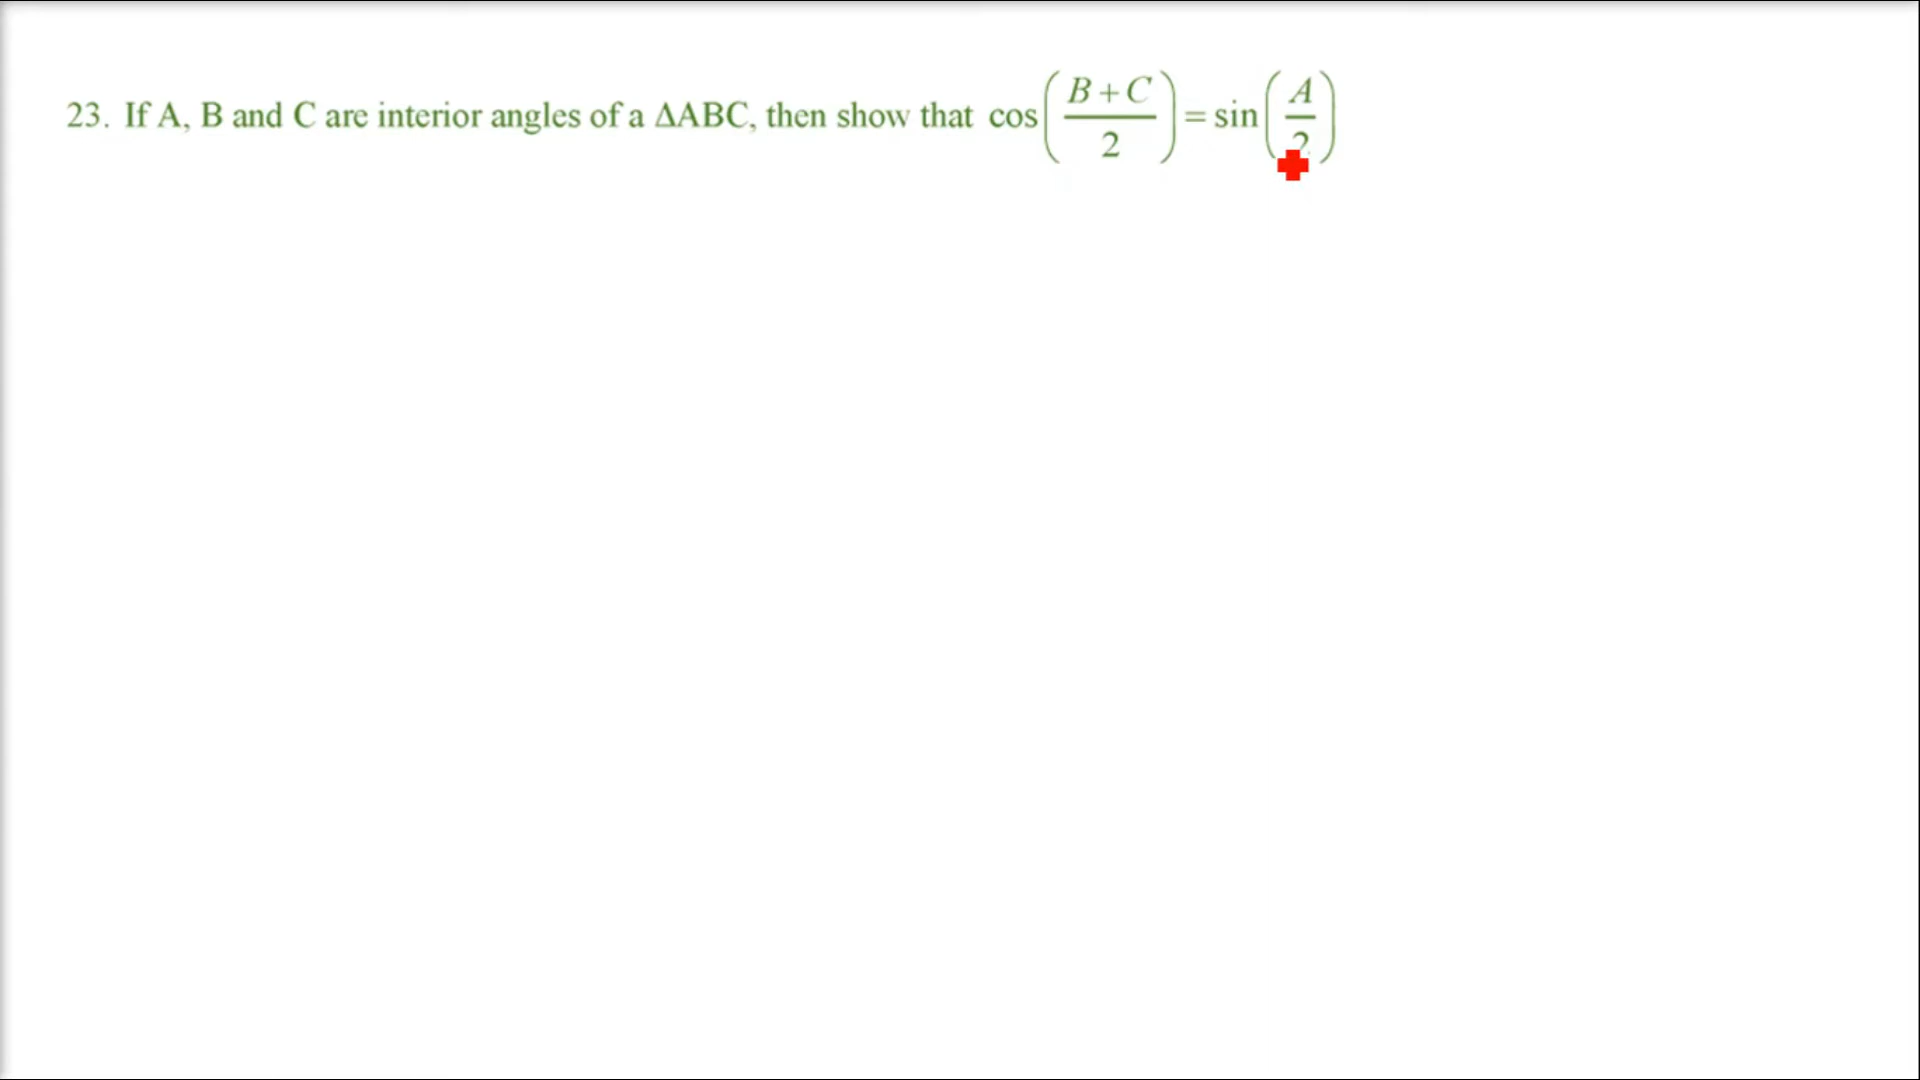 23. If A, B and C are interior angles of a ΔABC, then show that cos((B+C)/2) = sin(A/2)